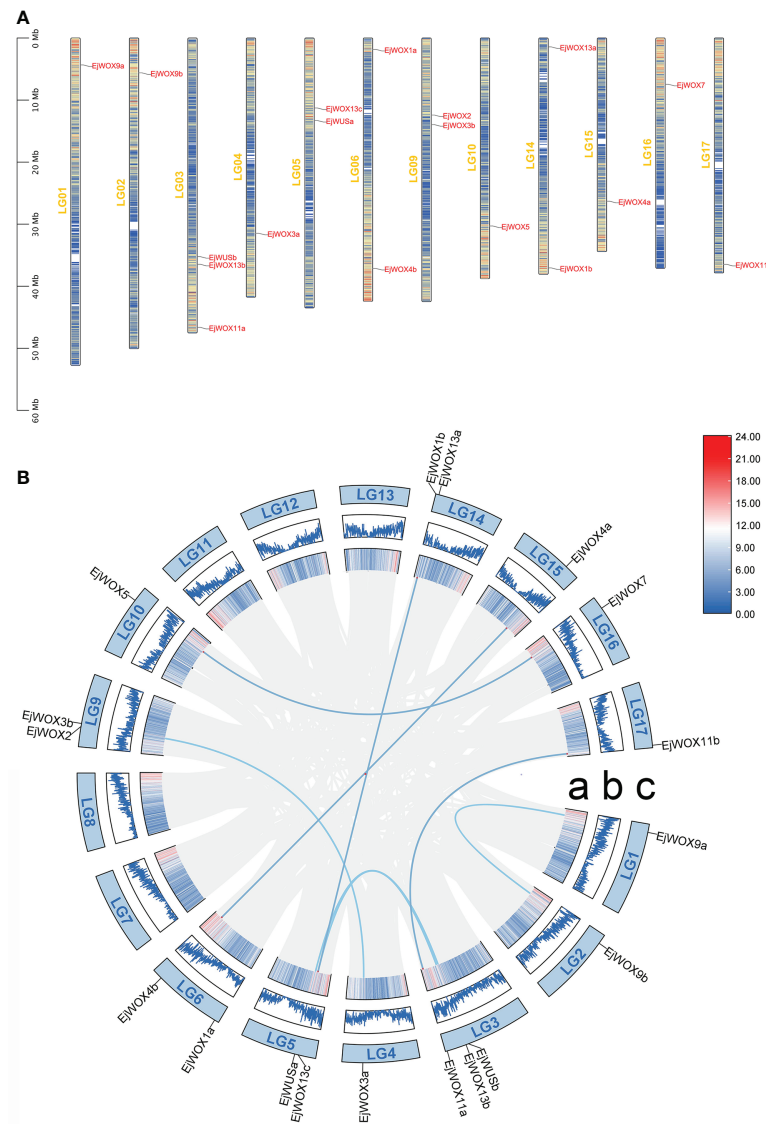 A
0 Mb
10 Mb
20 Mb
30 Mb
40 Mb
50 Mb
60 Mb
LG01
EjWOX9a
LG02
EjWOX9b
LG03
EjWUSb
EjWOX13b
EjWOX11a
LG04
EjWOX3a
LG05
EjWOX13c
EjWUSa
LG06
EjWOX1a
EjWOX4b
LG09
EjWOX2
EjWOX3b
LG10
EjWOX5
LG14
EjWOX13a
EjWOX1b
LG15
EjWOX4a
LG16
EjWOX7
LG17
EjWOX11
B
24.00
21.00
18.00
15.00
12.00
9.00
6.00
3.00
0.00
EjWOX1b
EjWOX13a
LG13
LG14
LG12
LG15
EjWOX4a
LG11
EjWOX7
LG16
EjWOX5
LG10
LG17
EjWOX11b
EjWOX3b
EjWOX2
LG9
a b c
LG8
LG1
EjWOX9a
LG7
LG2
EjWOX9b
LG6
EjWOX4b
EjWOX1a
LG5
EjWUSa
EjWOX13c
LG4
EjWOX3a
LG3
EjWUSb
EjWOX13b
EjWOX11a